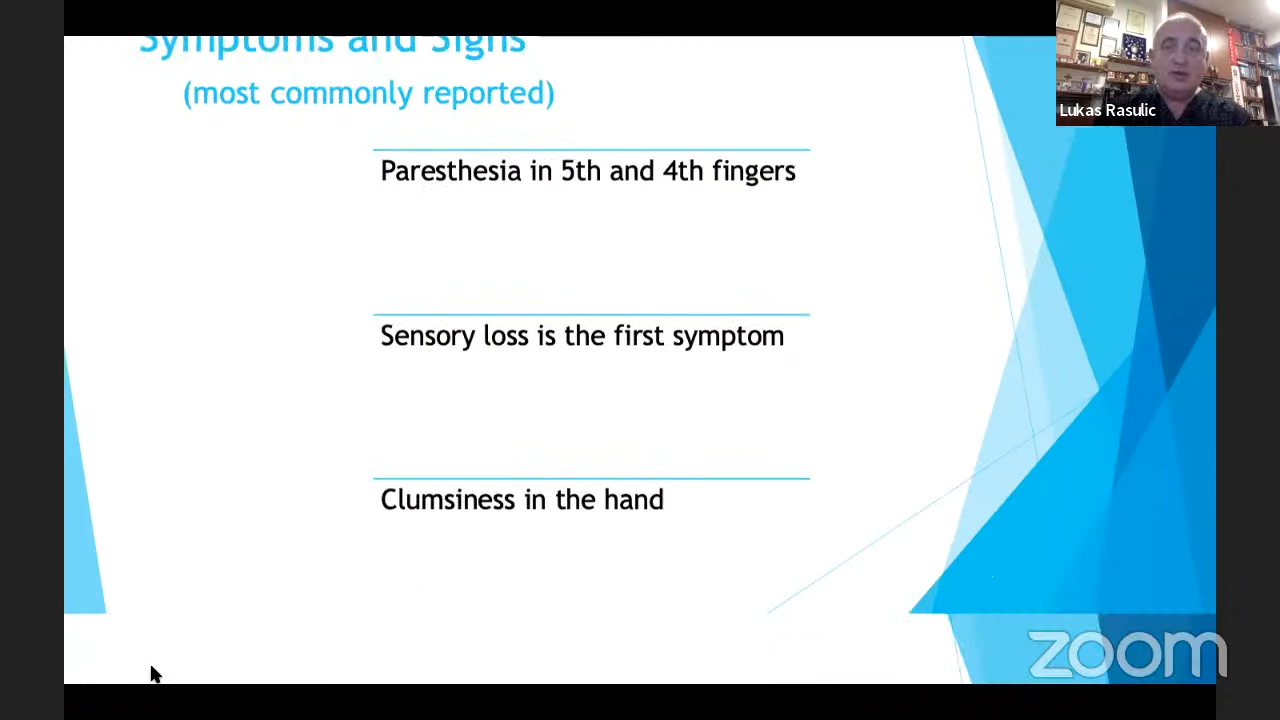 Symptoms and Signs
(most commonly reported)
Lukas Rasulic
Paresthesia in 5th and 4th fingers
Sensory loss is the first symptom
Clumsiness in the hand
zoom